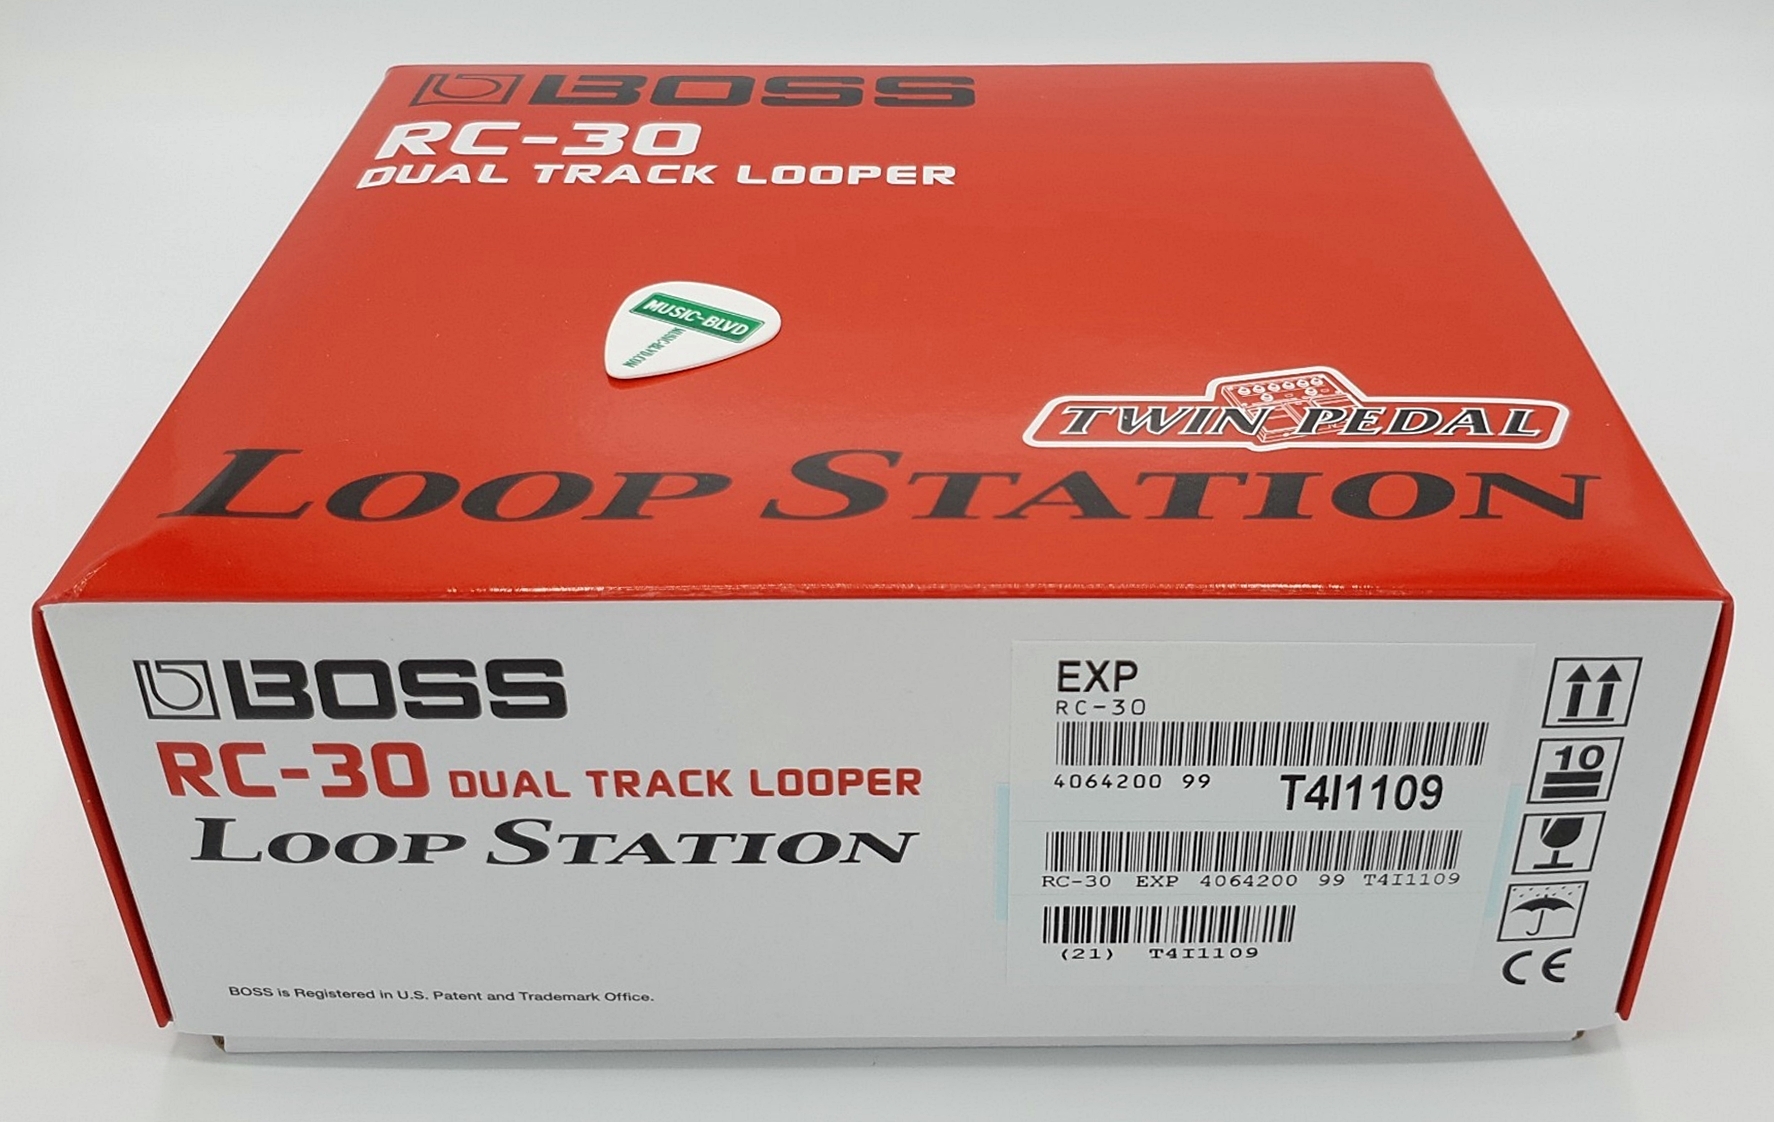 BOSS
RC-30
DUAL TRACK LOOPER
MUSIC-BLVD
TWIN PEDAL
LOOP STATION
BOSS
RC-30 DUAL TRACK LOOPER
LOOP STATION
BOSS is Registered in U.S. Patent and Trademark Office.
EXP
RC-30
4064200 99 T4I1109
RC-30 EXP 4064200 99 T4I1109
(21) T4I1109
10
CE